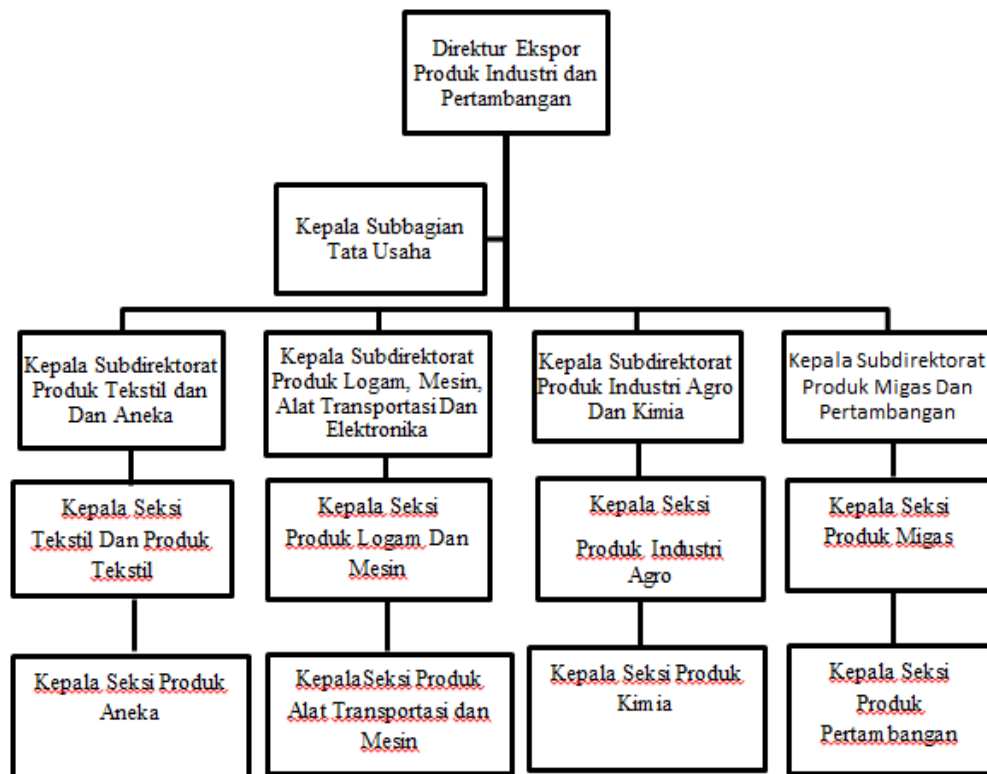 Direktur Ekspor
Produk Industri dan
Pertambangan
Kepala Subbagian
Tata Usaha
Kepala Subdirektorat
Produk Tekstil dan
Dan Aneka
Kepala Subdirektorat
Produk Logam, Mesin,
Alat Transportasi Dan
Elektronika
Kepala Subdirektorat
Produk Industri Agro
Dan Kimia
Kepala Subdirektorat
Produk Migas Dan
Pertambangan
Kepala Seksi
Tekstil Dan Produk
Tekstil
Kepala Seksi
Produk Logam Dan
Mesin
Kepala Seksi
Produk Industri
Agro
Kepala Seksi
Produk Migas
Kepala Seksi Produk
Aneka
KepalaSeksi Produk
Alat Transportasi dan
Mesin
Kepala Seksi Produk
Kimia
Kepala Seksi
Produk
Pertambangan